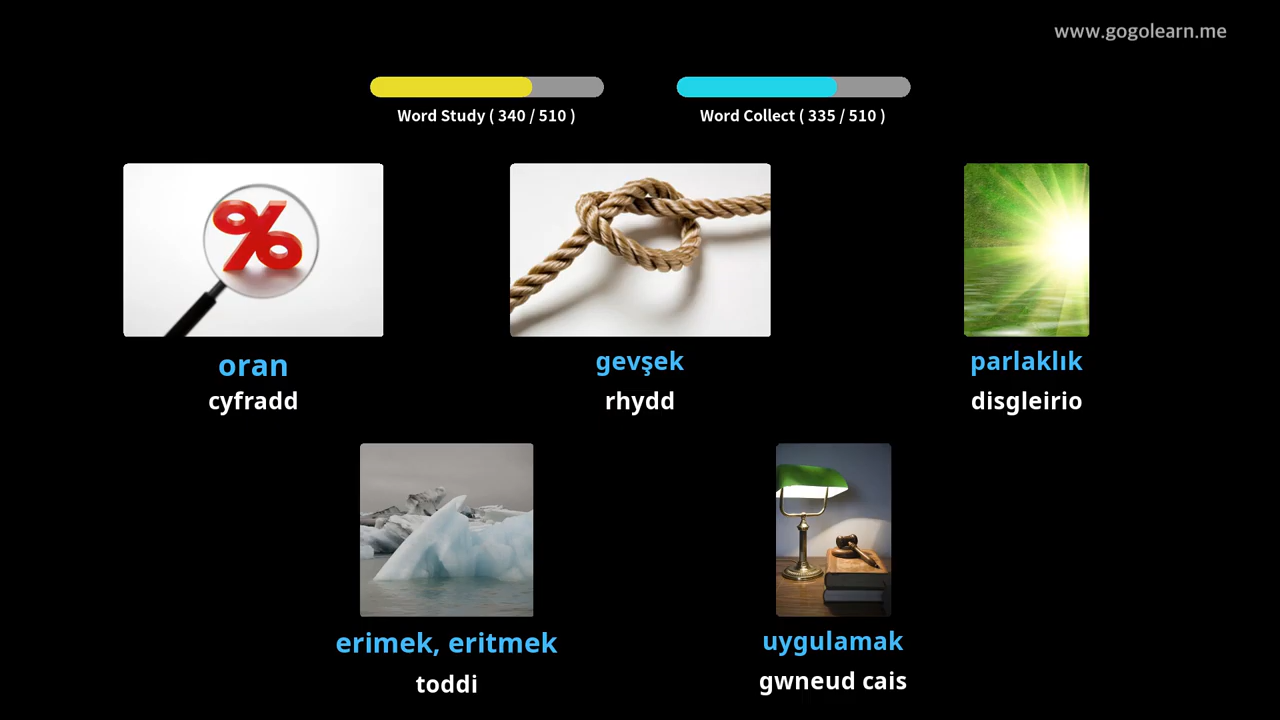 www.gogolearn.me
Word Study ( 340 / 510 )
Word Collect ( 335 / 510 )
%
oran
cyfradd
gevşek
rhydd
parlaklık
disgleirio
erimek, eritmek
toddi
uygulamak
gwneud cais